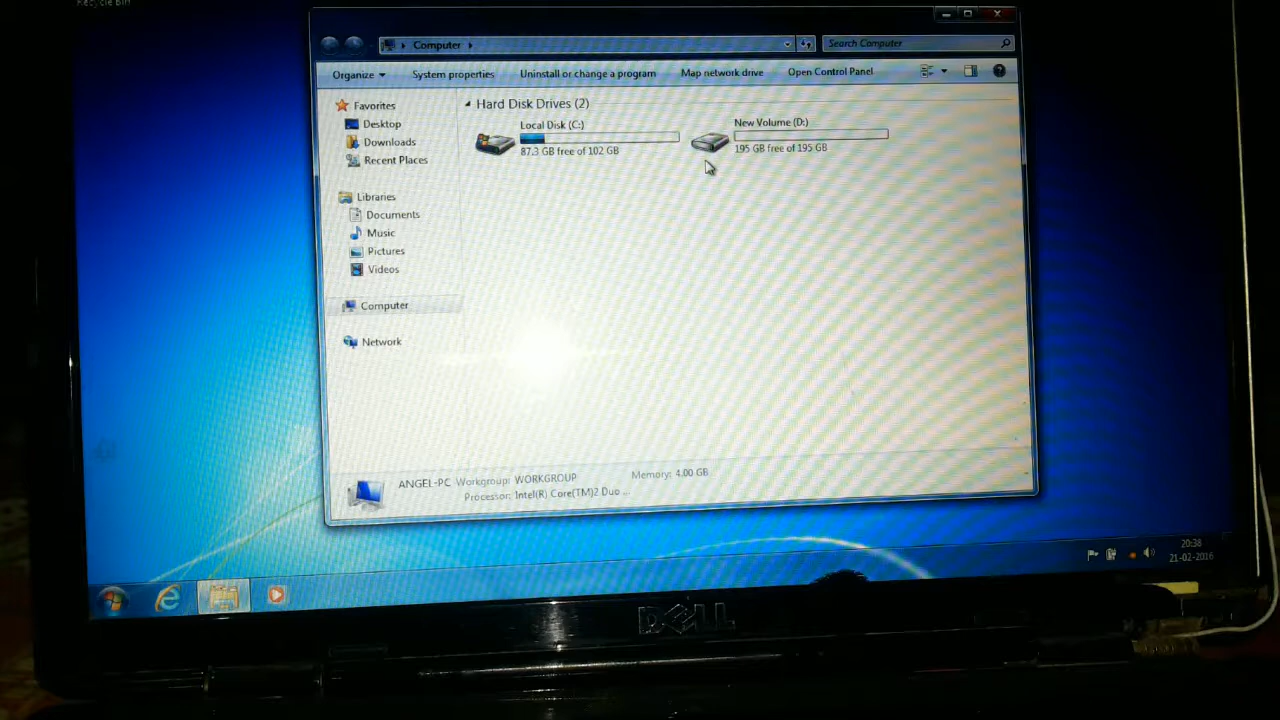 Recycle Bin
Computer
Search Computer
Organize System properties Uninstall or change a program Map network drive Open Control Panel
Favorites
Desktop
Downloads
Recent Places
Libraries
Documents
Music
Pictures
Videos
Computer
Network
Hard Disk Drives (2)
Local Disk (C:)
87.3 GB free of 102 GB
New Volume (D:)
195 GB free of 195 GB
ANGEL-PC Workgroup: WORKGROUP Memory: 4.00 GB
Processor: Intel(R) Core(TM)2 Duo ...
20:38
21-02-2016
DELL